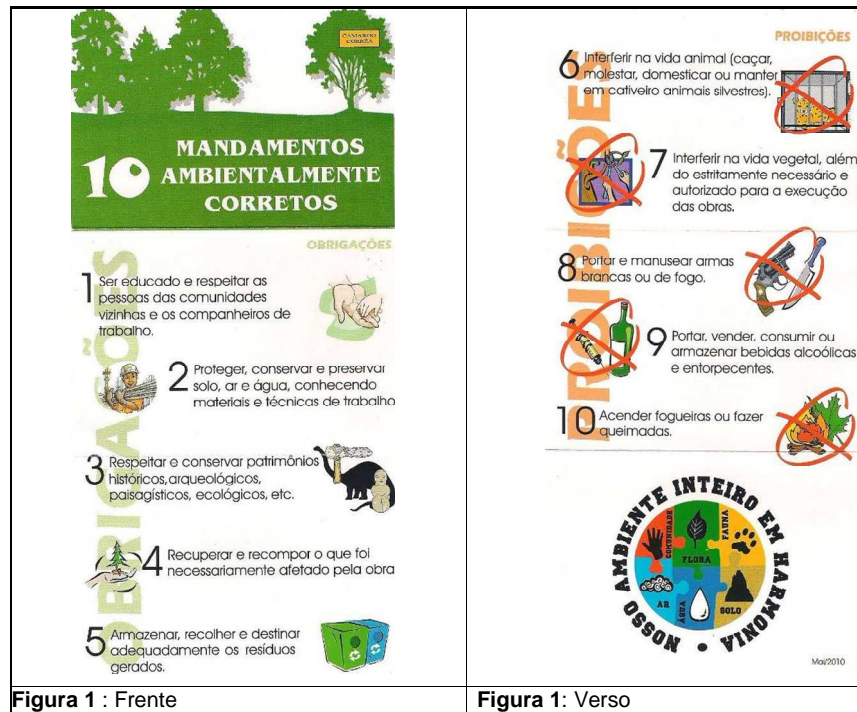 CAMARGO
CORRÊA
10
MANDAMENTOS
AMBIENTALMENTE
CORRETOS
OBRIGAÇÕES
OBRIGAÇÕES
1 Ser educado e respeitar as
pessoas das comunidades
vizinhas e os companheiros de
trabalho.
2 Proteger, conservar e preservar
solo, ar e água, conhecendo
materiais e técnicas de trabalho
3 Respeitar e conservar patrimônios
históricos, arqueológicos,
paisagísticos, ecológicos, etc.
4 Recuperar e recompor o que foi
necessariamente afetado pela obra
5 Armazenar, recolher e destinar
adequadamente os resíduos
gerados.
Figura 1 : Frente
PROIBIÇÕES
PROIBIÇÕES
6 Interferir na vida animal (caçar,
molestar, domesticar ou manter
em cativeiro animais silvestres).
7 Interferir na vida vegetal, além
do estritamente necessário e
autorizado para a execução
das obras.
8 Portar e manusear armas
brancas ou de fogo.
9 Portar, vender, consumir ou
armazenar bebidas alcoólicas
e entorpecentes.
10 Acender fogueiras ou fazer
queimadas.
NOSSO AMBIENTE INTEIRO EM HARMONIA
COMUNIDADE
FLORA
FAUNA
AR
ÁGUA
SOLO
Mai/2010
Figura 1: Verso